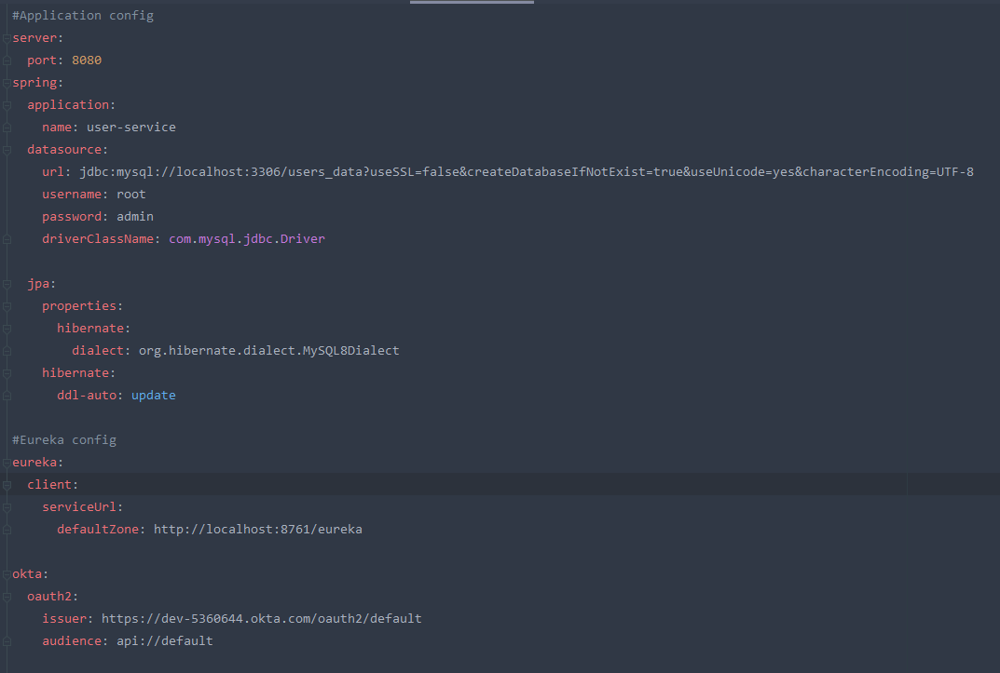 #Application config
server:
  port: 8080
spring:
  application:
    name: user-service
  datasource:
    url: jdbc:mysql://localhost:3306/users_data?useSSL=false&createDatabaseIfNotExist=true&useUnicode=yes&characterEncoding=UTF-8
    username: root
    password: admin
    driverClassName: com.mysql.jdbc.Driver

  jpa:
    properties:
      hibernate:
        dialect: org.hibernate.dialect.MySQL8Dialect
    hibernate:
      ddl-auto: update

#Eureka config
eureka:
  client:
    serviceUrl:
      defaultZone: http://localhost:8761/eureka

okta:
  oauth2:
    issuer: https://dev-5360644.okta.com/oauth2/default
    audience: api://default